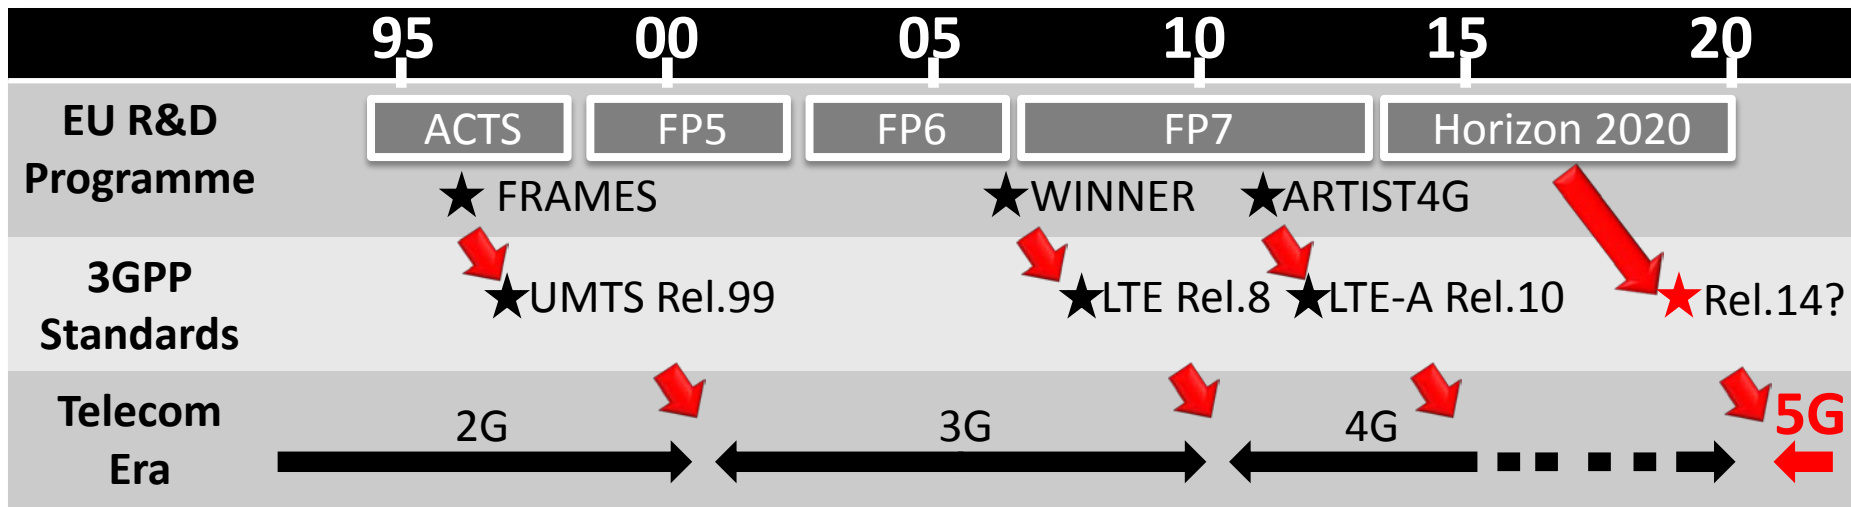 95 00 05 10 15 20
EU R&D
Programme
ACTS FP5 FP6 FP7 Horizon 2020
FRAMES WINNER ARTIST4G
3GPP
Standards
UMTS Rel.99 LTE Rel.8 LTE-A Rel.10 Rel.14?
Telecom
Era
2G 3G 4G 5G